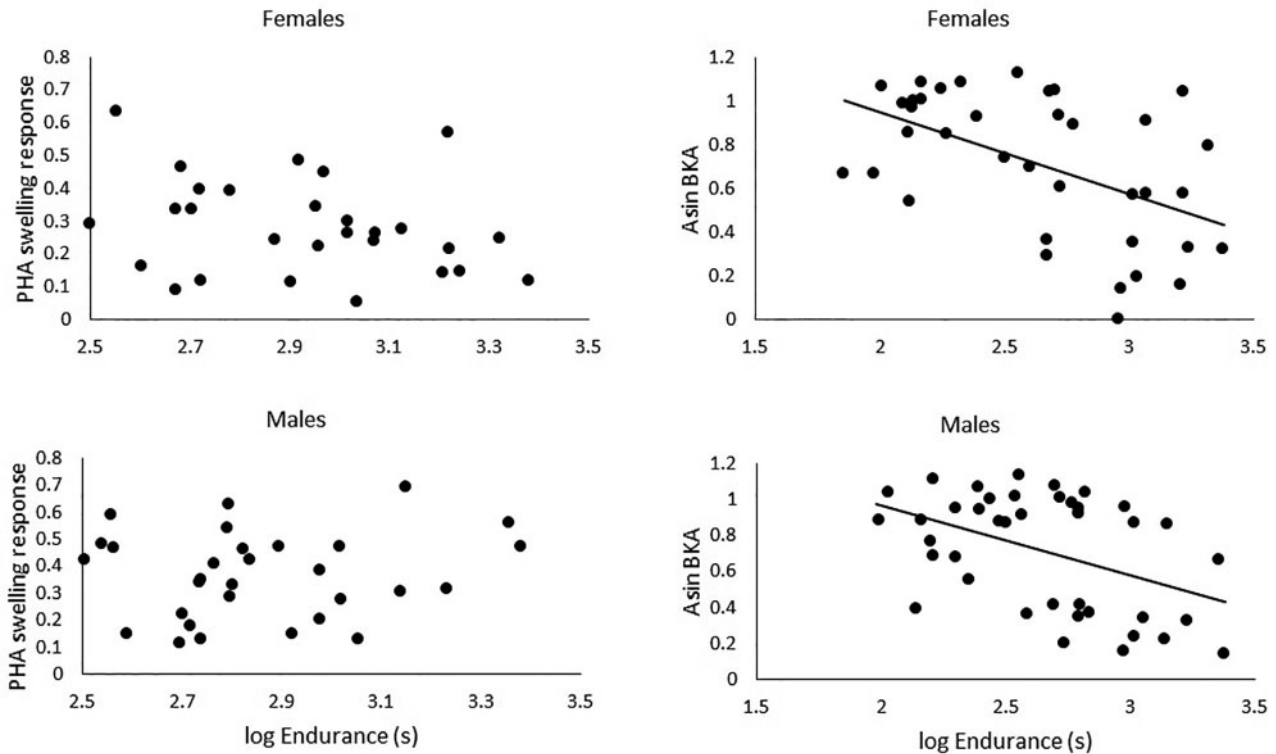 Females
PHA swelling response
0.8
0.7
0.6
0.5
0.4
0.3
0.2
0.1
0
2.5 2.7 2.9 3.1 3.3 3.5
Females
Asin BKA
1.2
1
0.8
0.6
0.4
0.2
0
1.5 2 2.5 3 3.5
Males
PHA swelling response
0.8
0.7
0.6
0.5
0.4
0.3
0.2
0.1
0
2.5 2.7 2.9 3.1 3.3 3.5
log Endurance (s)
Males
Asin BKA
1.2
1
0.8
0.6
0.4
0.2
0
1.5 2 2.5 3 3.5
log Endurance (s)